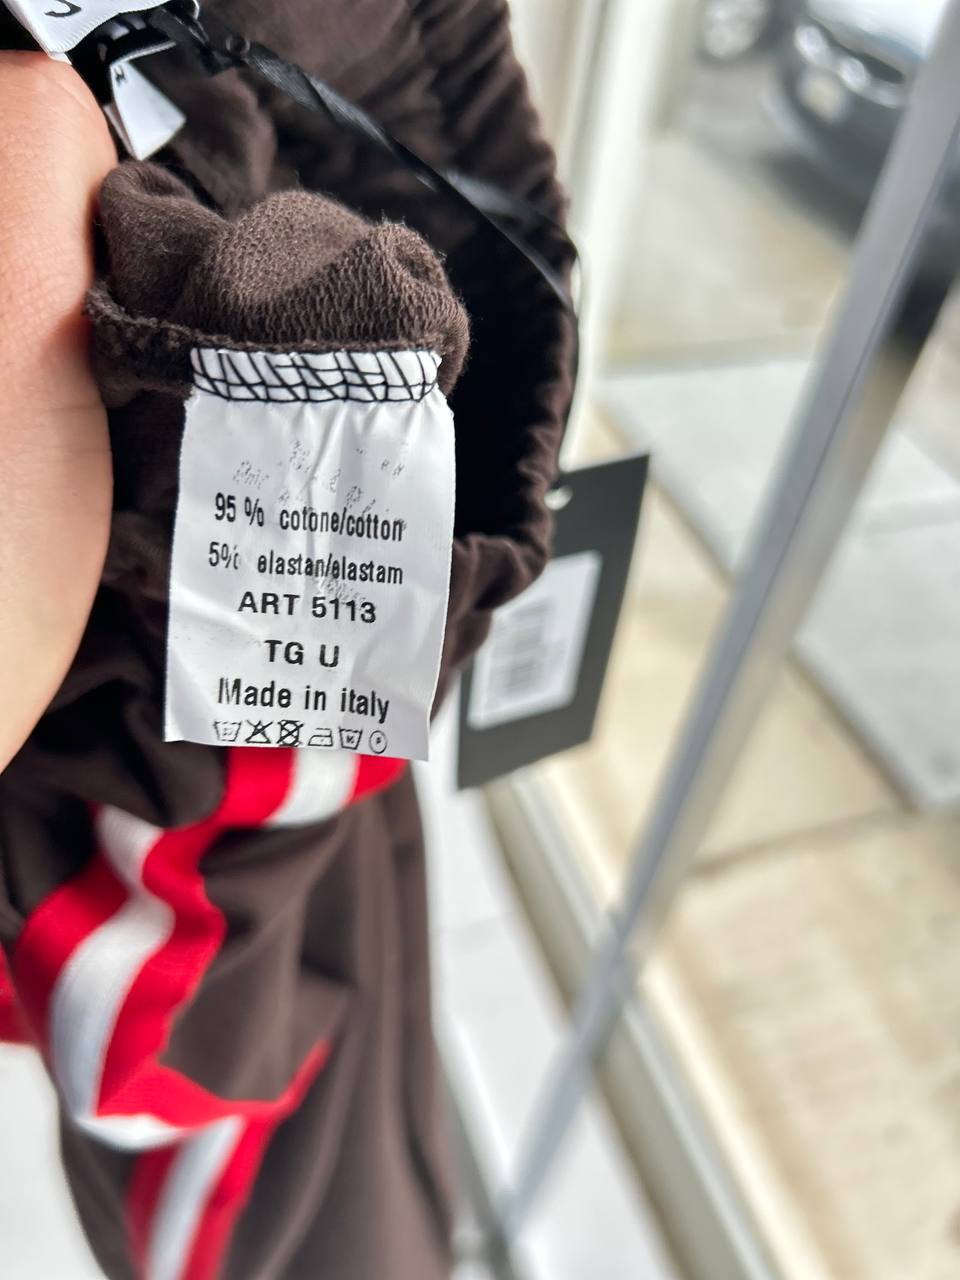 95 % cotone/cotton
5% elastan/elastam
ART 5113
TG U
Made in italy